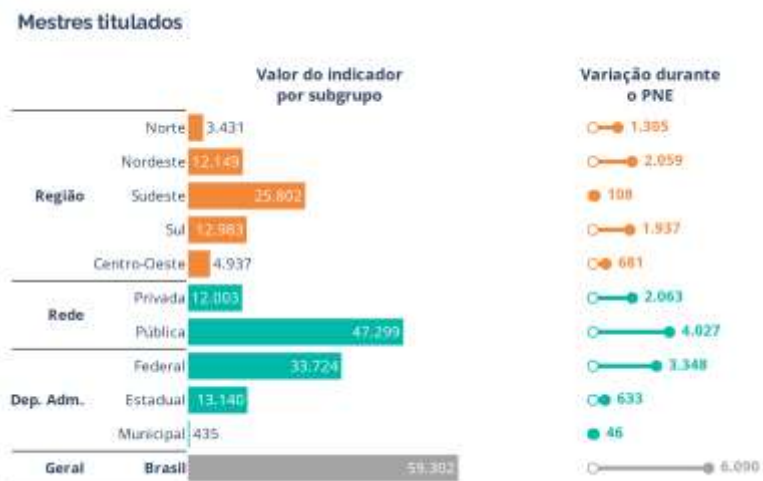 Mestres titulados
Valor do indicador
por subgrupo
Variação durante
o PNE
Norte 3.431 1.305
Nordeste 12.149 2.059
Região Sudeste 25.802 108
Sul 12.983 1.937
Centro-Oeste 4.937 681
Rede
Privada 12.003 2.063
Pública 47.299 4.027
Federal 33.724 3.348
Dep. Adm. Estadual 13.140 633
Municipal 435 46
Geral Brasil 59.302 6.090